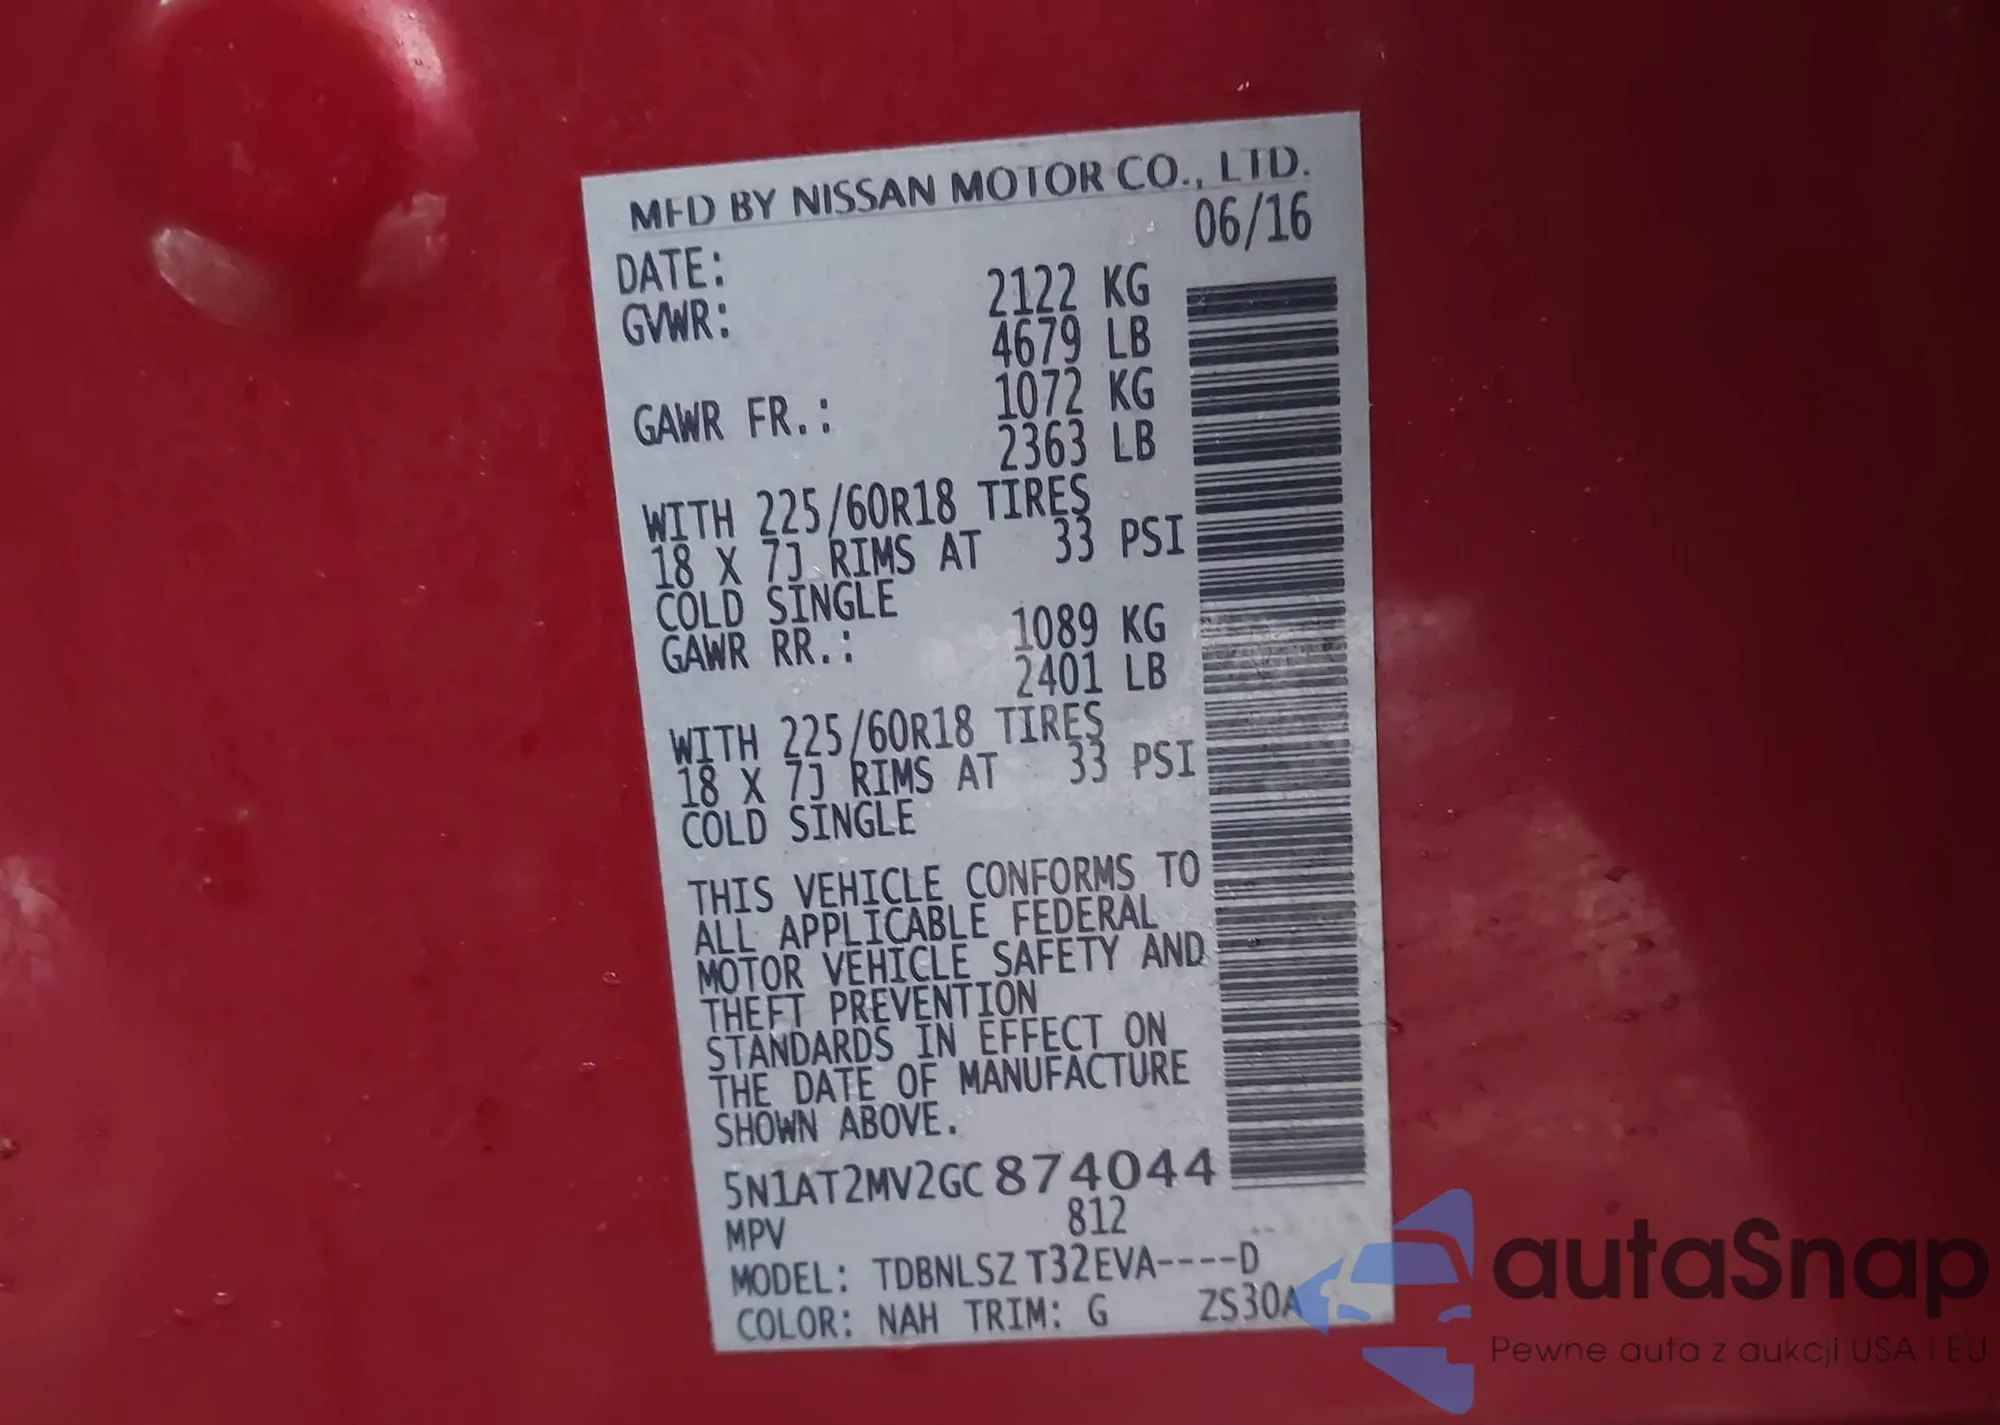 MFD BY NISSAN MOTOR CO., LTD.
DATE: 06/16
GVWR: 2122 KG
4679 LB
GAWR FR.: 1072 KG
2363 LB
WITH 225/60R18 TIRES
18 X 7J RIMS AT 33 PSI
COLD SINGLE
GAWR RR.: 1089 KG
2401 LB
WITH 225/60R18 TIRES
18 X 7J RIMS AT 33 PSI
COLD SINGLE
THIS VEHICLE CONFORMS TO
ALL APPLICABLE FEDERAL
MOTOR VEHICLE SAFETY AND
THEFT PREVENTION
STANDARDS IN EFFECT ON
THE DATE OF MANUFACTURE
SHOWN ABOVE.
5N1AT2MV2GC874044
MPV 812
MODEL: TDBNLSZ T32EVA----D
COLOR: NAH TRIM: G ZS30A
autaSnap
Pewne auta z aukcji USA i EU